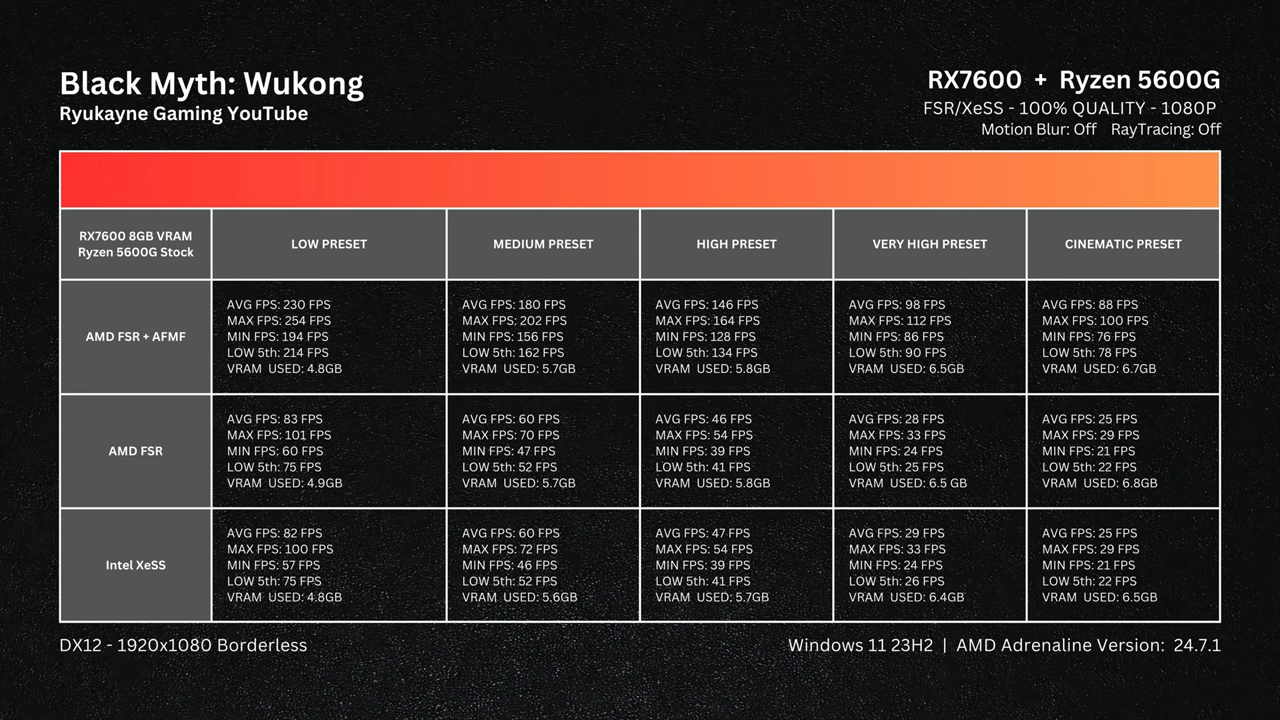 Black Myth: Wukong
Ryukayne Gaming YouTube
RX7600 + Ryzen 5600G
FSR/XeSS - 100% QUALITY - 1080P
Motion Blur: Off RayTracing: Off
RX7600 8GB VRAM
Ryzen 5600G Stock
LOW PRESET
MEDIUM PRESET
HIGH PRESET
VERY HIGH PRESET
CINEMATIC PRESET
AMD FSR + AFMF
AVG FPS: 230 FPS
MAX FPS: 254 FPS
MIN FPS: 194 FPS
LOW 5th: 214 FPS
VRAM USED: 4.8GB
AVG FPS: 180 FPS
MAX FPS: 202 FPS
MIN FPS: 156 FPS
LOW 5th: 162 FPS
VRAM USED: 5.7GB
AVG FPS: 146 FPS
MAX FPS: 164 FPS
MIN FPS: 128 FPS
LOW 5th: 134 FPS
VRAM USED: 5.8GB
AVG FPS: 98 FPS
MAX FPS: 112 FPS
MIN FPS: 86 FPS
LOW 5th: 90 FPS
VRAM USED: 6.5GB
AVG FPS: 88 FPS
MAX FPS: 100 FPS
MIN FPS: 76 FPS
LOW 5th: 78 FPS
VRAM USED: 6.7GB
AMD FSR
AVG FPS: 83 FPS
MAX FPS: 101 FPS
MIN FPS: 60 FPS
LOW 5th: 75 FPS
VRAM USED: 4.9GB
AVG FPS: 60 FPS
MAX FPS: 70 FPS
MIN FPS: 47 FPS
LOW 5th: 52 FPS
VRAM USED: 5.7GB
AVG FPS: 46 FPS
MAX FPS: 54 FPS
MIN FPS: 39 FPS
LOW 5th: 41 FPS
VRAM USED: 5.8GB
AVG FPS: 28 FPS
MAX FPS: 33 FPS
MIN FPS: 24 FPS
LOW 5th: 25 FPS
VRAM USED: 6.5 GB
AVG FPS: 25 FPS
MAX FPS: 29 FPS
MIN FPS: 21 FPS
LOW 5th: 22 FPS
VRAM USED: 6.8GB
Intel XeSS
AVG FPS: 82 FPS
MAX FPS: 100 FPS
MIN FPS: 57 FPS
LOW 5th: 75 FPS
VRAM USED: 4.8GB
AVG FPS: 60 FPS
MAX FPS: 72 FPS
MIN FPS: 46 FPS
LOW 5th: 52 FPS
VRAM USED: 5.6GB
AVG FPS: 47 FPS
MAX FPS: 54 FPS
MIN FPS: 39 FPS
LOW 5th: 41 FPS
VRAM USED: 5.7GB
AVG FPS: 29 FPS
MAX FPS: 33 FPS
MIN FPS: 24 FPS
LOW 5th: 26 FPS
VRAM USED: 6.4GB
AVG FPS: 25 FPS
MAX FPS: 29 FPS
MIN FPS: 21 FPS
LOW 5th: 22 FPS
VRAM USED: 6.5GB
DX12 - 1920x1080 Borderless
Windows 11 23H2 | AMD Adrenaline Version: 24.7.1